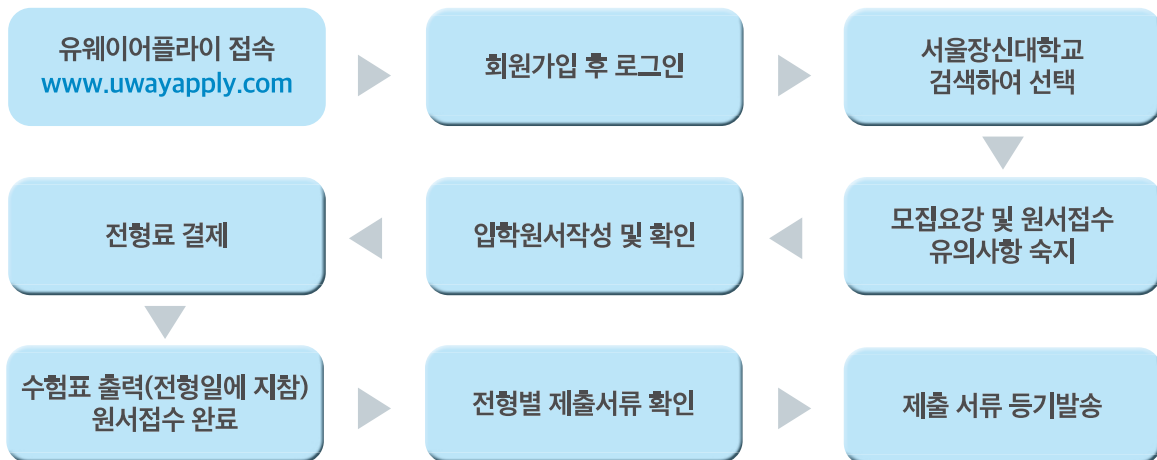 유웨이어플라이 접속
www.uwayapply.com
회원가입 후 로그인
서울장신대학교
검색하여 선택
모집요강 및 원서접수
유의사항 숙지
입학원서작성 및 확인
전형료 결제
수험표 출력(전형일에 지참)
원서접수 완료
전형별 제출서류 확인
제출 서류 등기발송